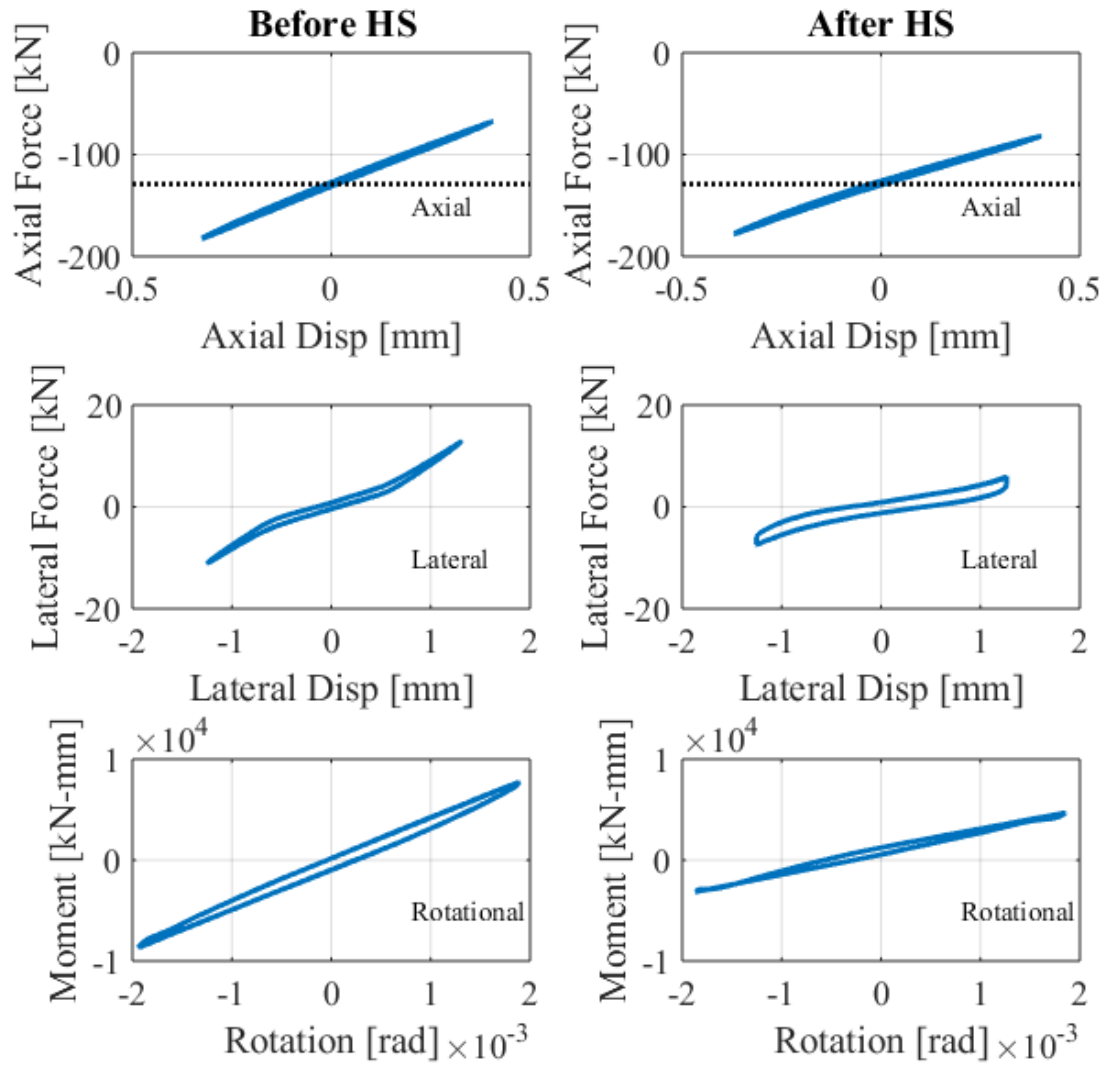 Before HS
After HS
Axial Force [kN]
0
-100
-200
Axial
-0.5
0
0.5
Axial Disp [mm]
Axial Force [kN]
0
-100
-200
Axial
-0.5
0
0.5
Axial Disp [mm]
Lateral Force [kN]
20
0
-20
Lateral
-2
-1
0
1
2
Lateral Disp [mm]
Lateral Force [kN]
20
0
-20
Lateral
-2
-1
0
1
2
Lateral Disp [mm]
Moment [kN-mm]
×10⁴
1
0
-1
Rotational
-2
-1
0
1
2
Rotation [rad] ×10⁻³
Moment [kN-mm]
×10⁴
1
0
-1
Rotational
-2
-1
0
1
2
Rotation [rad] ×10⁻³